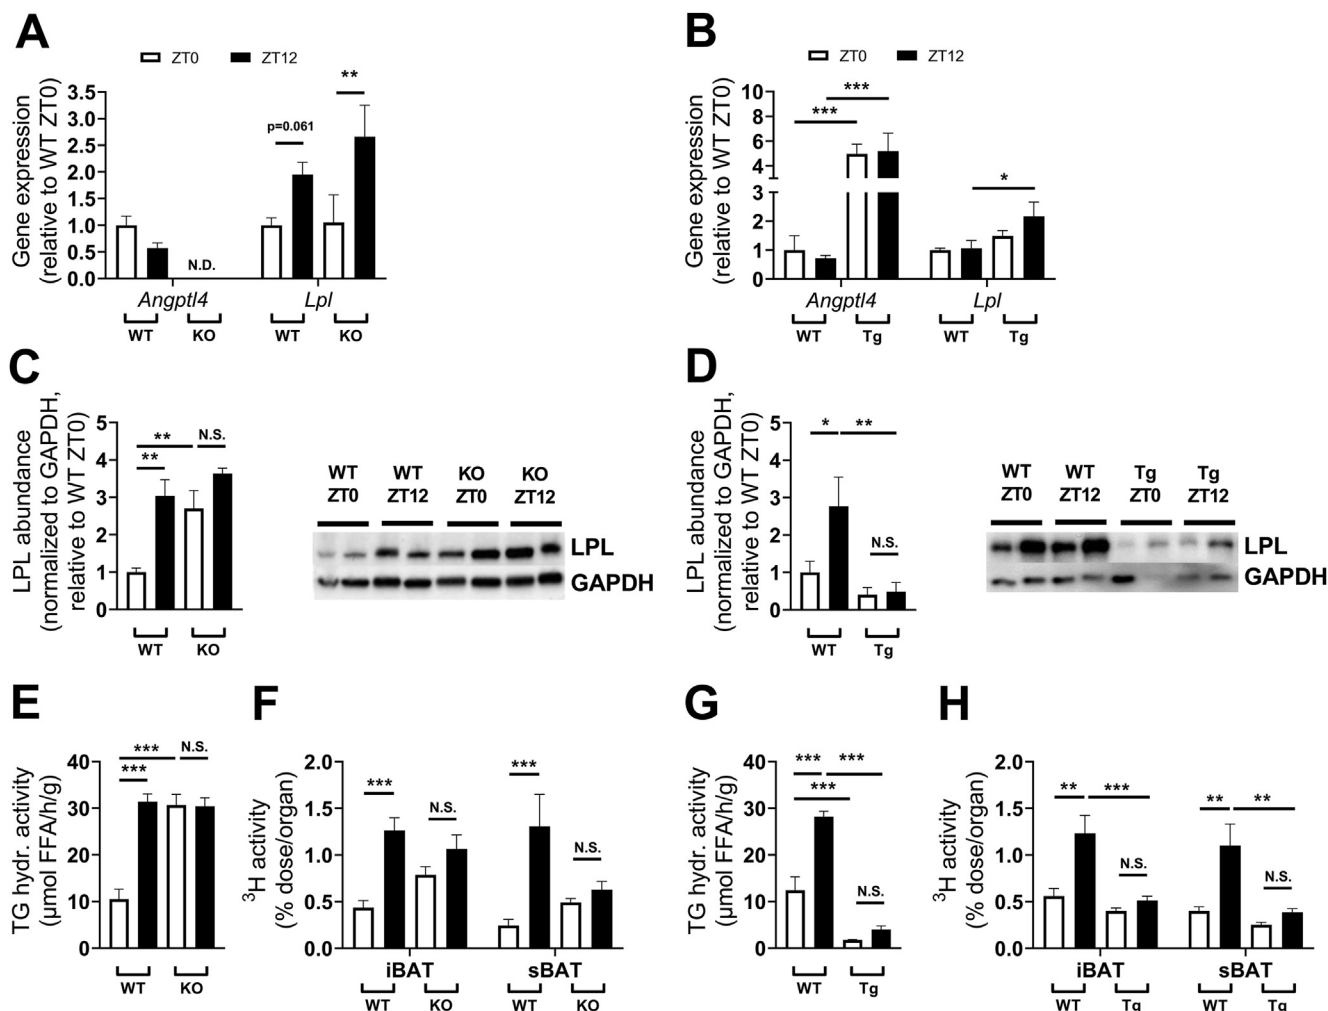 A
ZT0 ZT12
Gene expression
(relative to WT ZT0)
3.5
3.0
2.5
2.0
1.5
1.0
0.5
0.0
p=0.061
**
N.D.
Angptl4 Lpl
WT KO WT KO
B
ZT0 ZT12
Gene expression
(relative to WT ZT0)
10
8
6
4
3
2
1
0
***
***
*
Angptl4 Lpl
WT Tg WT Tg
C
LPL abundance
(normalized to GAPDH,
relative to WT ZT0)
5
4
3
2
1
0
** N.S.
**
WT KO
WT WT KO KO
ZT0 ZT12 ZT0 ZT12
LPL
GAPDH
D
LPL abundance
(normalized to GAPDH,
relative to WT ZT0)
5
4
3
2
1
0
* **
N.S.
WT Tg
WT WT Tg Tg
ZT0 ZT12 ZT0 ZT12
LPL
GAPDH
E
TG hydr. activity
(µmol FFA/h/g)
40
30
20
10
0
*** N.S.
***
WT KO
F
3H activity
(% dose/organ)
2.0
1.5
1.0
0.5
0.0
*** N.S. *** N.S.
iBAT sBAT
WT KO WT KO
G
TG hydr. activity
(µmol FFA/h/g)
40
30
20
10
0
*** ***
***
N.S.
WT Tg
H
3H activity
(% dose/organ)
2.0
1.5
1.0
0.5
0.0
** *** ** **
N.S. N.S.
iBAT sBAT
WT Tg WT Tg